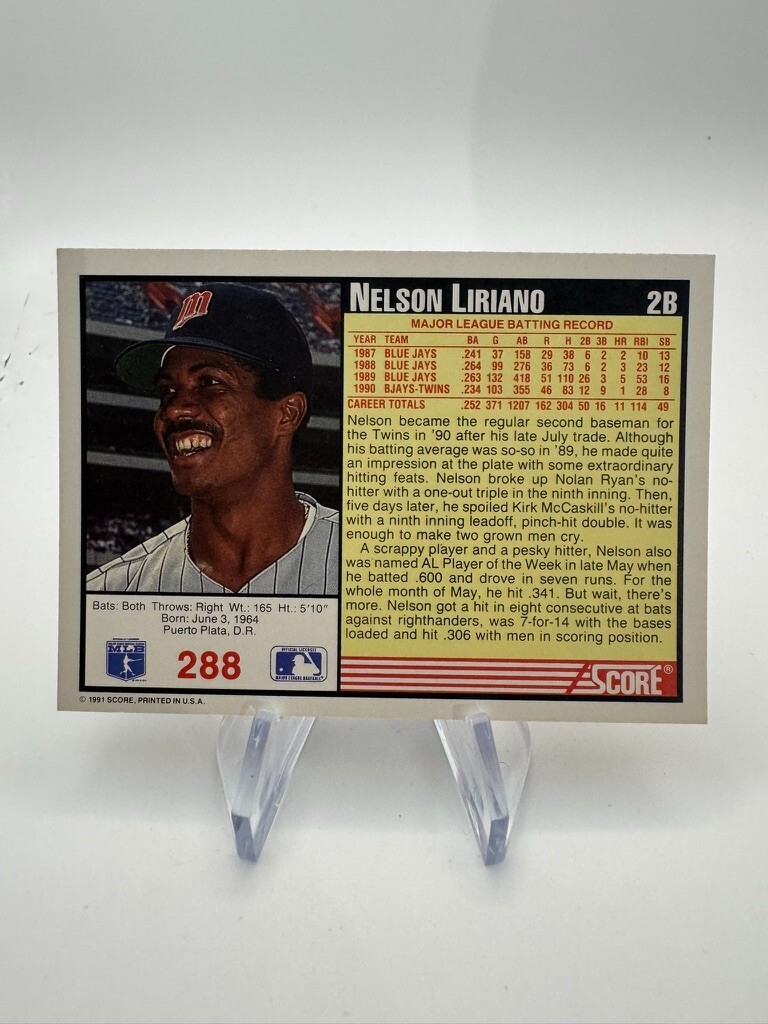 m
NELSON LIRIANO 2B
MAJOR LEAGUE BATTING RECORD
YEAR TEAM BA G AB R H 2B 3B HR RBI SB
1987 BLUE JAYS .241 37 158 29 38 6 2 2 10 13
1988 BLUE JAYS .264 99 276 36 73 6 2 3 23 12
1989 BLUE JAYS .263 132 418 51 110 26 3 5 53 16
1990 BJAYS-TWINS .234 103 355 46 83 12 9 1 28 8
CAREER TOTALS .252 371 1207 162 304 50 16 11 114 49
Nelson became the regular second baseman for
the Twins in '90 after his late July trade. Although
his batting average was so-so in '89, he made quite
an impression at the plate with some extraordinary
hitting feats. Nelson broke up Nolan Ryan's no-
hitter with a one-out triple in the ninth inning. Then,
five days later, he spoiled Kirk McCaskill's no-hitter
with a ninth inning leadoff, pinch-hit double. It was
enough to make two grown men cry.
A scrappy player and a pesky hitter, Nelson also
was named AL Player of the Week in late May when
he batted .600 and drove in seven runs. For the
whole month of May, he hit .341. But wait, there's
more. Nelson got a hit in eight consecutive at bats
against righthanders, was 7-for-14 with the bases
loaded and hit .306 with men in scoring position.
Bats: Both Throws: Right Wt.: 165 Ht.: 5'10"
Born: June 3, 1964
Puerto Plata, D.R.
MLB
288
OFFICIAL LICENSEE
MAJOR LEAGUE BASEBALL
SCORE®
© 1991 SCORE, PRINTED IN U.S.A.